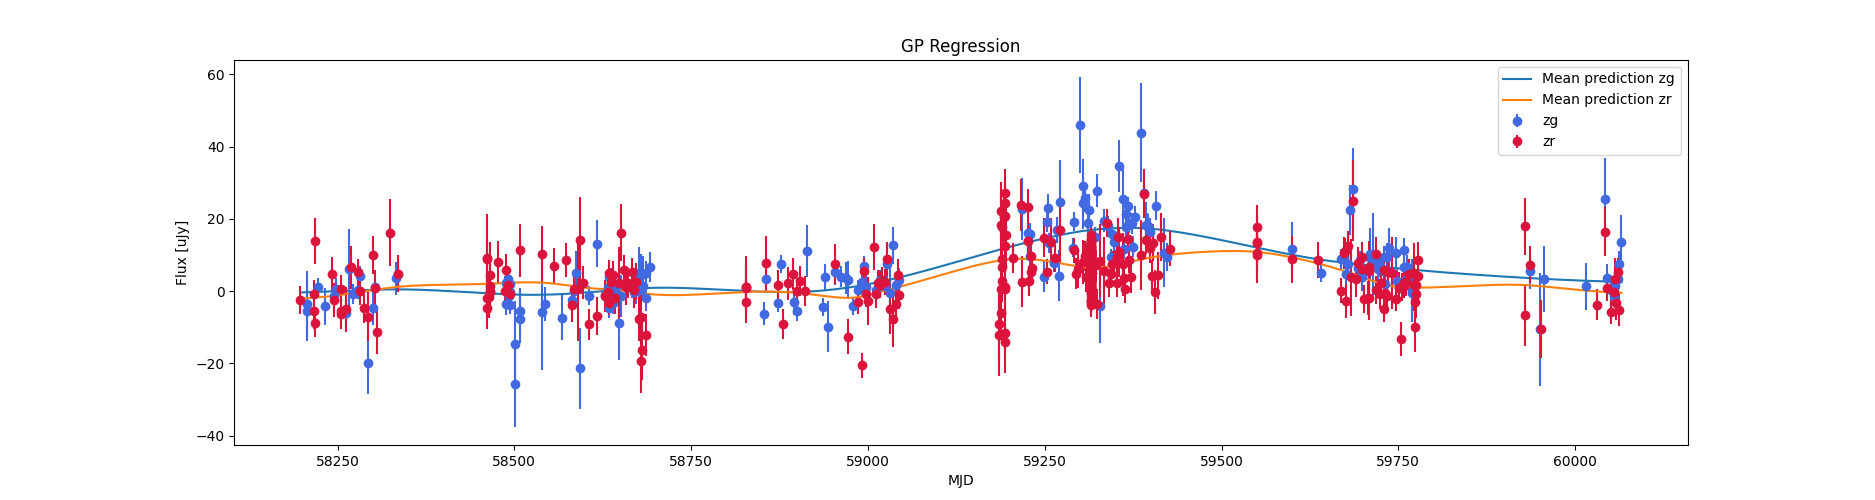 GP Regression
Flux [uJy]
60
40
20
0
−20
−40
58250
58500
58750
59000
59250
59500
59750
60000
MJD
Mean prediction zg
Mean prediction zr
zg
zr